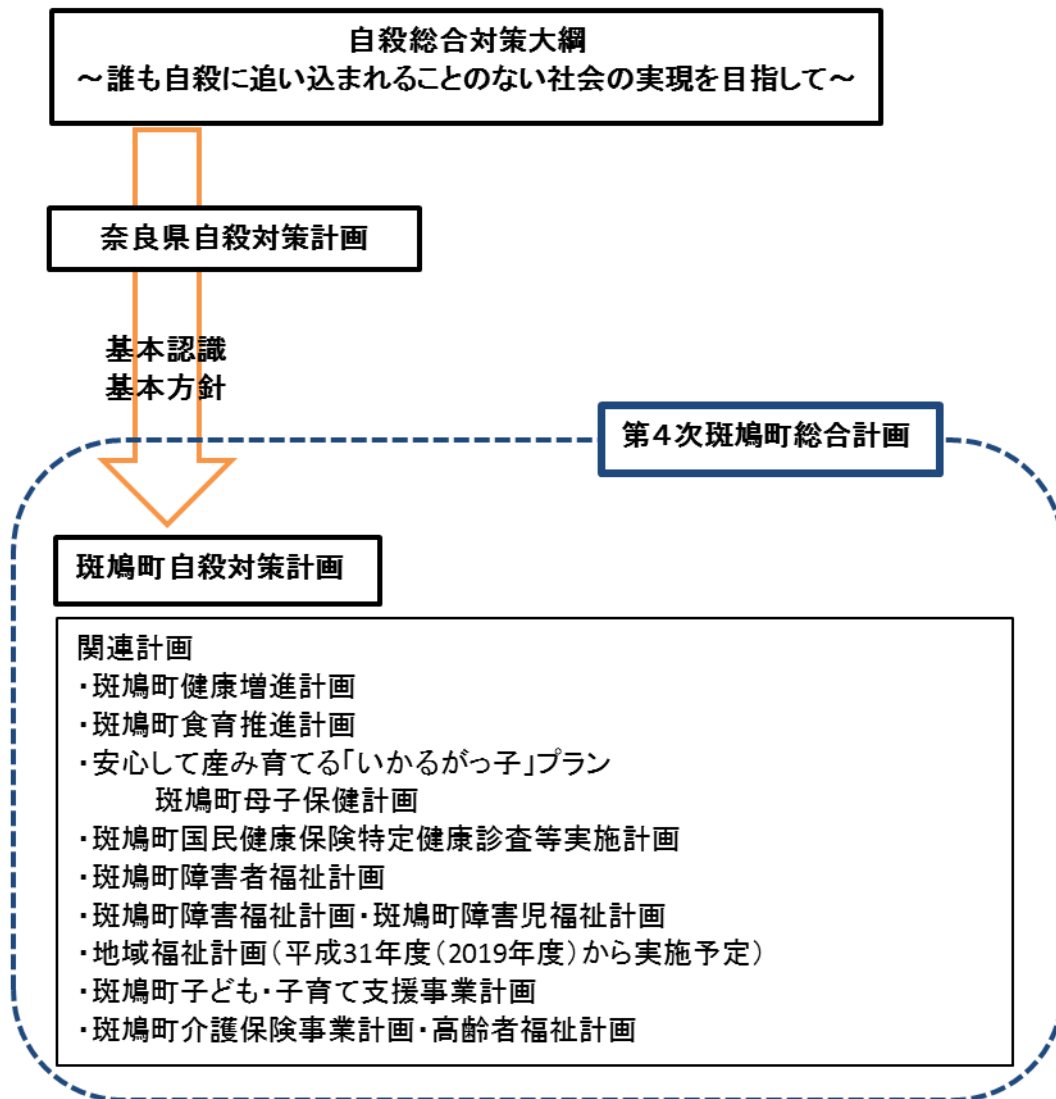 自殺総合対策大綱
～誰も自殺に追い込まれることのない社会の実現を目指して～
奈良県自殺対策計画
基本認識
基本方針
第４次斑鳩町総合計画
斑鳩町自殺対策計画
関連計画
・斑鳩町健康増進計画
・斑鳩町食育推進計画
・安心して産み育てる「いかるがっ子」プラン
斑鳩町母子保健計画
・斑鳩町国民健康保険特定健康診査等実施計画
・斑鳩町障害者福祉計画
・斑鳩町障害福祉計画・斑鳩町障害児福祉計画
・地域福祉計画（平成31年度（2019年度）から実施予定）
・斑鳩町子ども・子育て支援事業計画
・斑鳩町介護保険事業計画・高齢者福祉計画